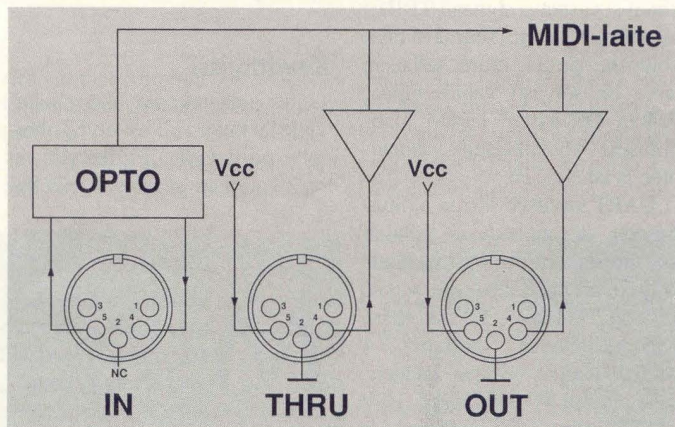 MIDI-laite
OPTO
Vcc
Vcc
3 1
5 2 4
3 1
5 2 4
3 1
5 2 4
NC
IN THRU OUT